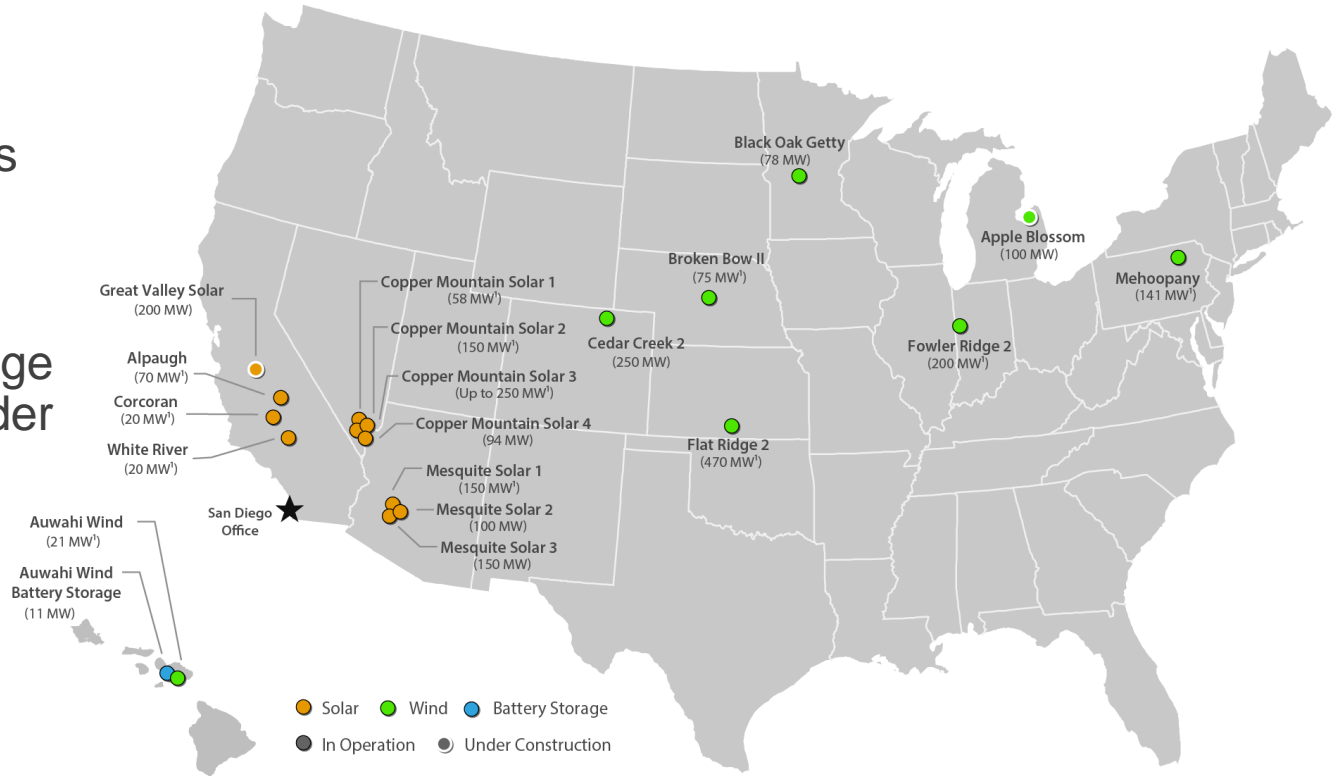 s
ge
der
Black Oak Getty
(78 MW)
Apple Blossom
(100 MW)
Broken Bow II
(75 MW¹)
Mehoopany
(141 MW¹)
Great Valley Solar
(200 MW)
Copper Mountain Solar 1
(58 MW¹)
Copper Mountain Solar 2
(150 MW¹)
Cedar Creek 2
(250 MW)
Fowler Ridge 2
(200 MW¹)
Alpaugh
(70 MW¹)
Copper Mountain Solar 3
(Up to 250 MW¹)
Corcoran
(20 MW¹)
Copper Mountain Solar 4
(94 MW)
Flat Ridge 2
(470 MW¹)
White River
(20 MW¹)
Mesquite Solar 1
(150 MW¹)
Mesquite Solar 2
(100 MW)
Mesquite Solar 3
(150 MW)
San Diego
Office
Auwahi Wind
(21 MW¹)
Auwahi Wind
Battery Storage
(11 MW)
Solar
Wind
Battery Storage
In Operation
Under Construction